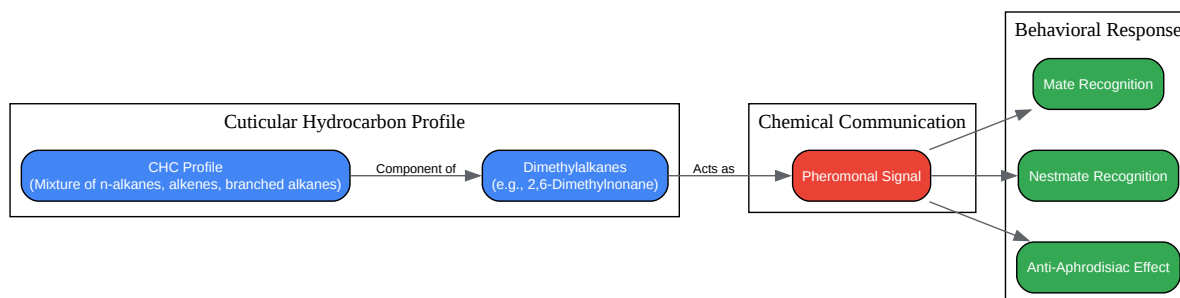 Cuticular Hydrocarbon Profile
CHC Profile
(Mixture of n-alkanes, alkenes, branched alkanes)
Component of
Dimethylalkanes
(e.g., 2,6-Dimethylnonane)
Acts as
Chemical Communication
Pheromonal Signal
Behavioral Response
Mate Recognition
Nestmate Recognition
Anti-Aphrodisiac Effect